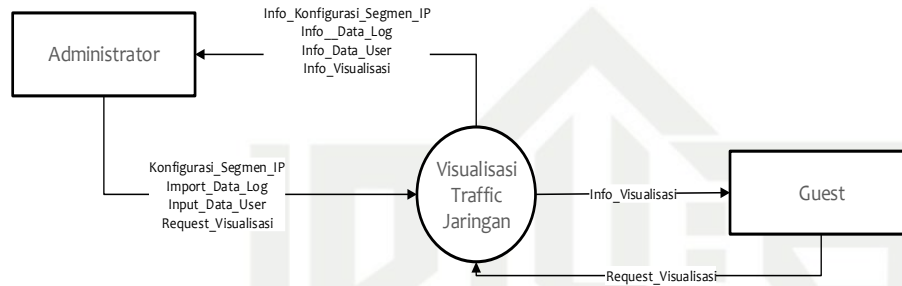 Info_Konfigurasi_Segmen_IP
Info__Data_Log
Info_Data_User
Info_Visualisasi
Administrator
Konfigurasi_Segmen_IP
Import_Data_Log
Input_Data_User
Request_Visualisasi
Visualisasi
Traffic
Jaringan
Info_Visualisasi
Guest
Request_Visualisasi